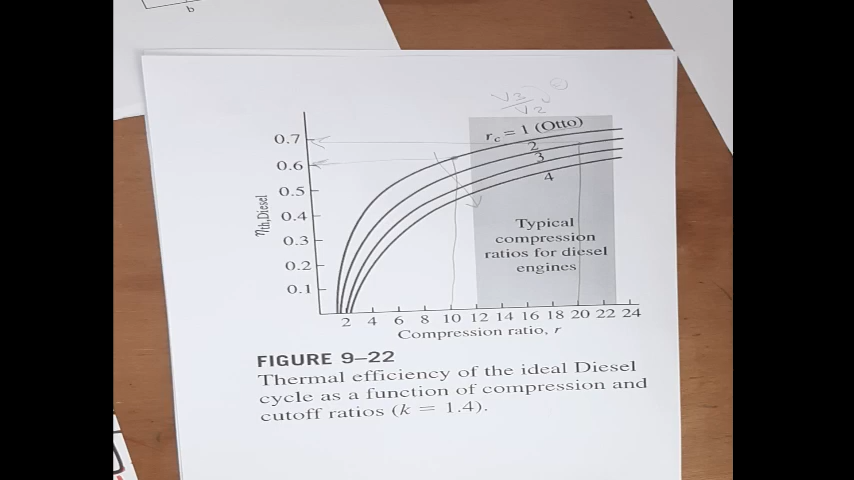 b
V3
V2
0.7
0.6
0.5
0.4
0.3
0.2
0.1
ηth,Diesel
rc = 1 (Otto)
2
3
4
Typical
compression
ratios for diesel
engines
2 4 6 8 10 12 14 16 18 20 22 24
Compression ratio, r
FIGURE 9–22
Thermal efficiency of the ideal Diesel
cycle as a function of compression and
cutoff ratios (k = 1.4).